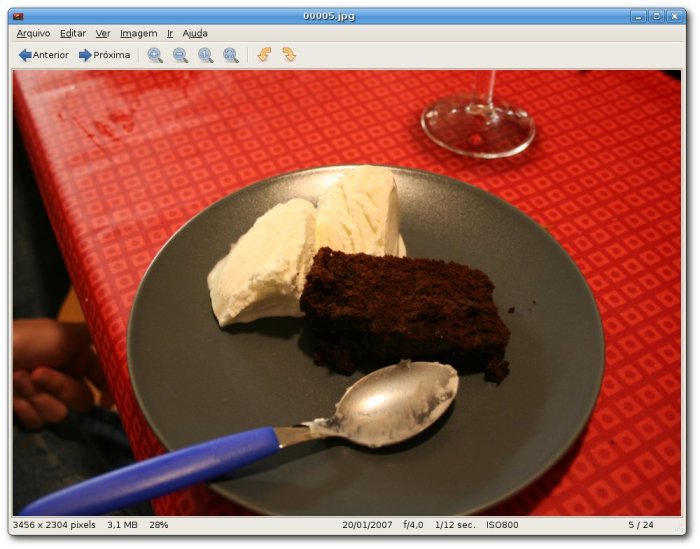 00005.jpg
Arquivo Editar Ver Imagem Ir Ajuda
Anterior Próxima
3456 x 2304 pixels 3,1 MB 28% 20/01/2007 f/4,0 1/12 sec. ISO800 5 / 24